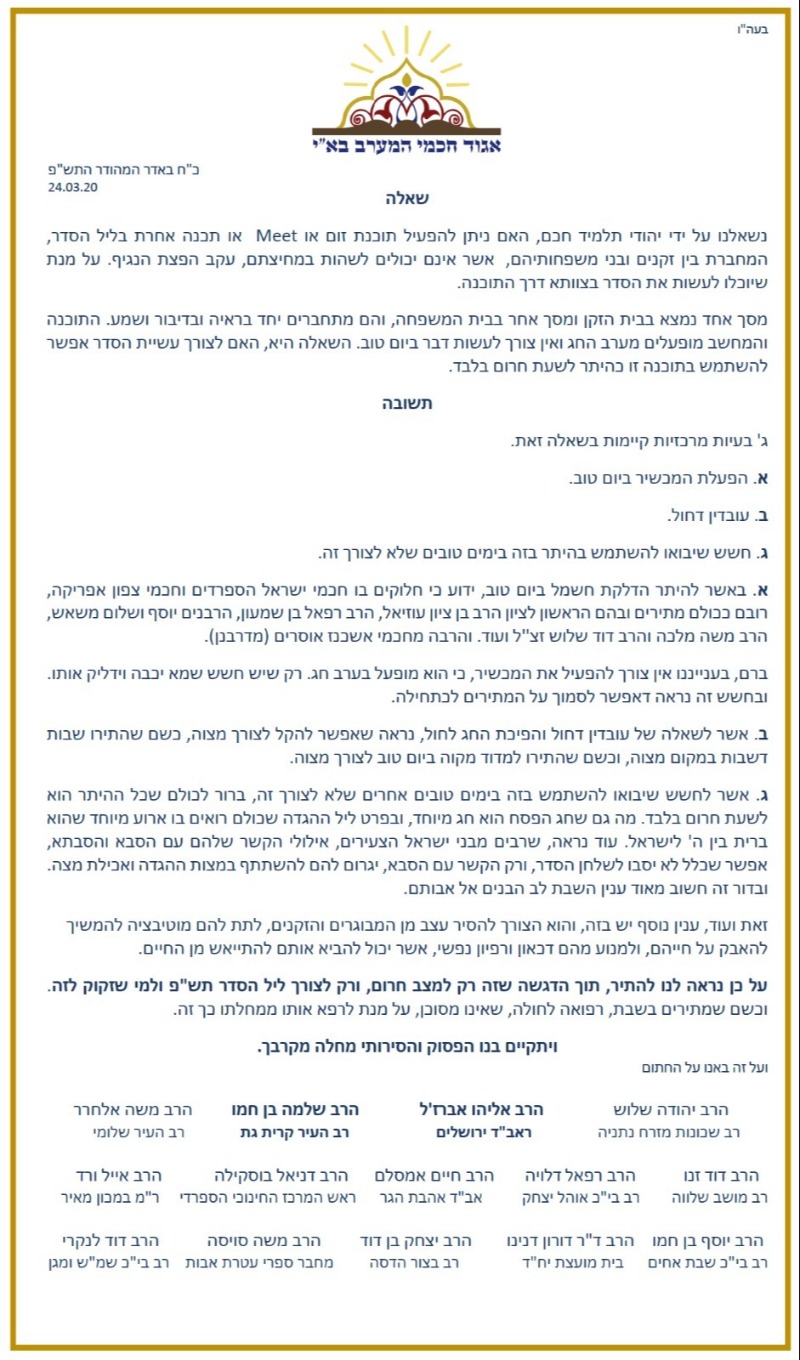 בעה"ו
אגוד חכמי המערב בא"י
כ"ח באדר המהודר התש"פ
24.03.20
שאלה
נשאלנו על ידי יהודי תלמיד חכם, האם ניתן להפעיל תוכנת זום או Meet או תכנה אחרת בליל הסדר,
המחברת בין זקנים ובני משפחותיהם, אשר אינם יכולים לשהות במחיצתם, עקב הפצת הנגיף. על מנת
שיוכלו לעשות את הסדר בצוותא דרך התוכנה.
מסך אחד נמצא בבית הזקן ומסך אחר בבית המשפחה, והם מתחברים יחד בראיה ובדיבור ושמע. התוכנה
והמחשב מופעלים מערב החג ואין צורך לעשות דבר ביום טוב. השאלה היא, האם לצורך עשיית הסדר אפשר
להשתמש בתוכנה זו כהיתר לשעת חרום בלבד.
תשובה
ג' בעיות מרכזיות קיימות בשאלה זאת.
א. הפעלת המכשיר ביום טוב.
ב. עובדין דחול.
ג. חשש שיבואו להשתמש בהיתר בזה בימים טובים שלא לצורך זה.
א. באשר להיתר הדלקת חשמל ביום טוב, ידוע כי חלוקים בו חכמי ישראל הספרדים וחכמי צפון אפריקה,
רובם ככולם מתירים ובהם הראשון לציון הרב בן ציון עוזיאל, הרב רפאל בן שמעון, הרבנים יוסף ושלום משאש,
הרב משה מלכה והרב דוד שלוש זצ"ל ועוד. והרבה מחכמי אשכנז אוסרים (מדרבנן).
ברם, בענייננו אין צורך להפעיל את המכשיר, כי הוא מופעל בערב חג. רק שיש חשש שמא יכבה וידליק אותו.
ובחשש זה נראה דאפשר לסמוך על המתירים לכתחילה.
ב. אשר לשאלה של עובדין דחול והפיכת החג לחול, נראה שאפשר להקל לצורך מצוה, כשם שהתירו שבות
דשבות במקום מצוה, וכשם שהתירו למדוד מקוה ביום טוב לצורך מצוה.
ג. אשר לחשש שיבואו להשתמש בזה בימים טובים אחרים שלא לצורך זה, ברור לכולם שכל ההיתר הוא
לשעת חרום בלבד. מה גם שחג הפסח הוא חג מיוחד, ובפרט ליל ההגדה שכולם רואים בו ארוע מיוחד שהוא
ברית בין ה' לישראל. עוד נראה, שרבים מבני ישראל הצעירים, אילולי הקשר שלהם עם הסבא והסבתא,
אפשר שכלל לא יסבו לשלחן הסדר, ורק הקשר עם הסבא, יגרום להם להשתתף במצות ההגדה ואכילת מצה.
ובדור זה חשוב מאוד ענין השבת לב הבנים אל אבותם.
זאת ועוד, ענין נוסף יש בזה, והוא הצורך להסיר עצב מן המבוגרים והזקנים, לתת להם מוטיבציה להמשיך
להאבק על חייהם, ולמנוע מהם דכאון ורפיון נפשי, אשר יכול להביא אותם להתייאש מן החיים.
על כן נראה לנו להתיר, תוך הדגשה שזה רק למצב חרום, ורק לצורך ליל הסדר תש"פ ולמי שזקוק לזה.
וכשם שמתירים בשבת, רפואה לחולה, שאינו מסוכן, על מנת לרפא אותו ממחלתו כך זה.
ויתקיים בנו הפסוק והסירותי מחלה מקרבך.
ועל זה באנו על החתום
הרב יהודה שלוש הרב אליהו אברז'ל הרב שלמה בן חמו הרב משה אלחרר
רב שכונות מזרח נתניה ראב"ד ירושלים רב העיר קרית גת רב העיר שלומי
הרב דוד זנו הרב רפאל דלויה הרב חיים אמסלם הרב דניאל בוסקילה הרב אייל ורד
רב מושב שלווה רב בי"כ אוהל יצחק אב"ד אהבת הגר ראש המרכז החינוכי הספרדי ר"מ במכון מאיר
הרב יוסף בן חמו הרב ד"ר דורון דנינו הרב יצחק בן דוד הרב משה סויסה הרב דוד לנקרי
רב בי"כ שבת אחים בית מועצת יח"ד רב בצור הדסה מחבר ספרי עטרת אבות רב בי"כ שמ"ש ומגן